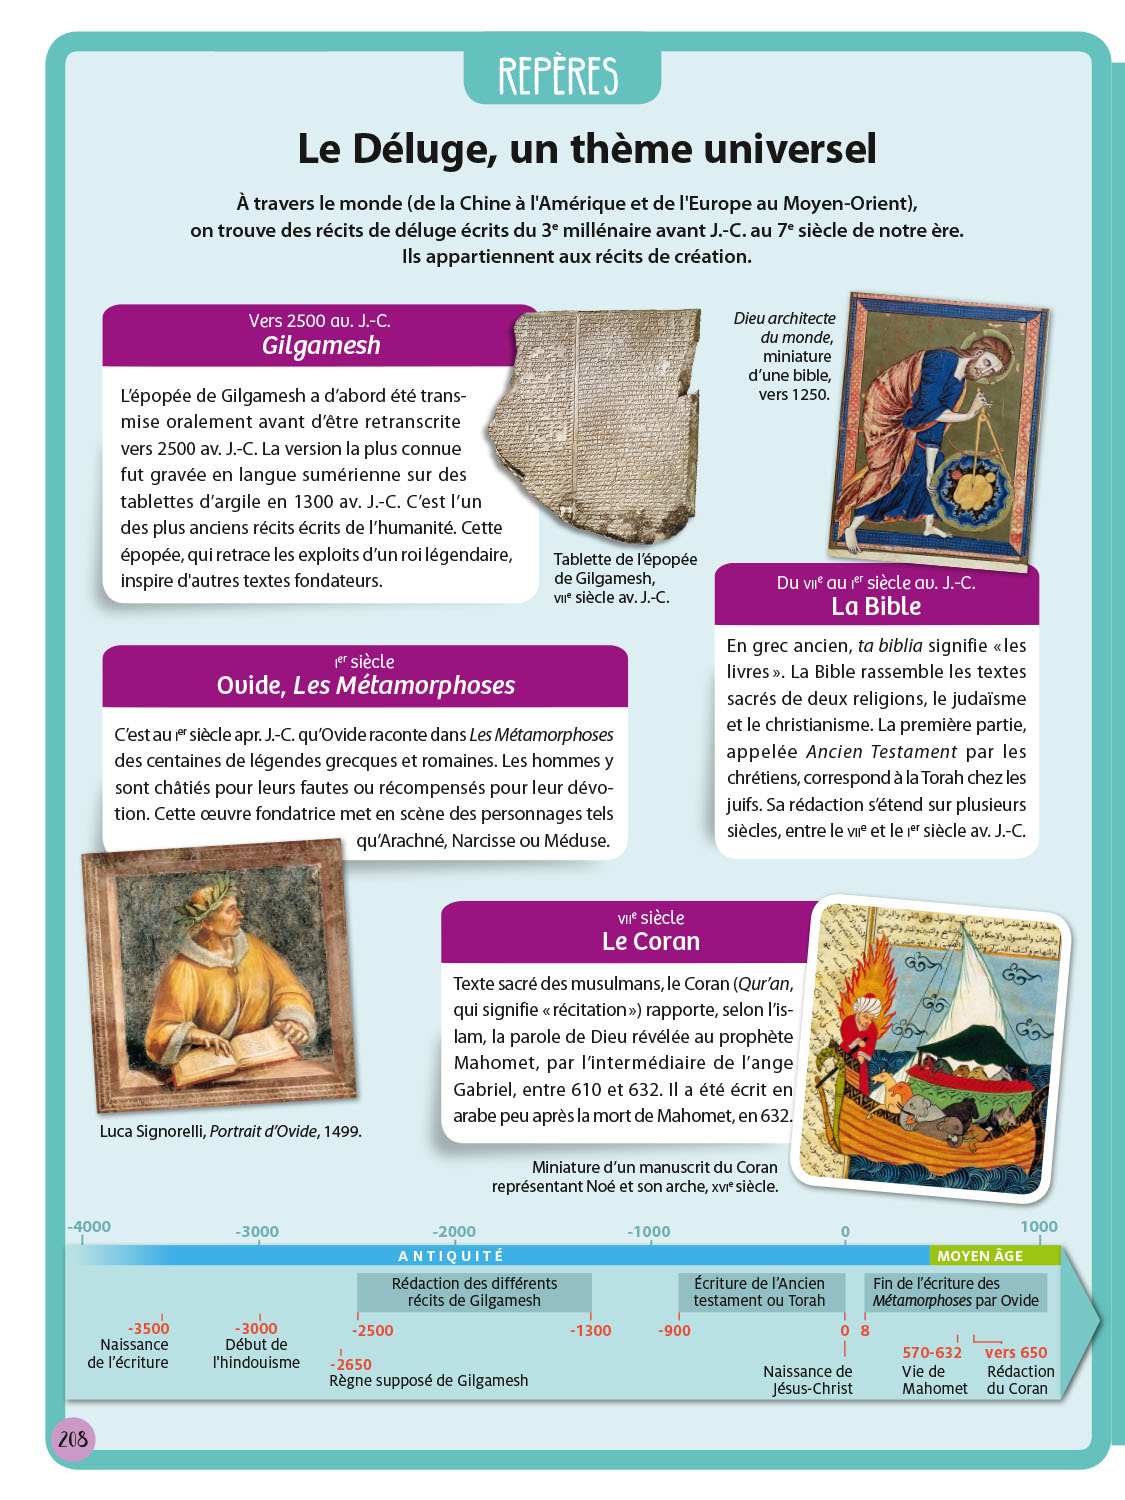 REPÈRES
Le Déluge, un thème universel
À travers le monde (de la Chine à l'Amérique et de l'Europe au Moyen-Orient),
on trouve des récits de déluge écrits du 3e millénaire avant J.-C. au 7e siècle de notre ère.
Ils appartiennent aux récits de création.
Vers 2500 av. J.-C.
Gilgamesh
L'épopée de Gilgamesh a d'abord été trans-
mise oralement avant d'être retranscrite
vers 2500 av. J.-C. La version la plus connue
fut gravée en langue sumérienne sur des
tablettes d'argile en 1300 av. J.-C. C'est l'un
des plus anciens récits écrits de l'humanité. Cette
épopée, qui retrace les exploits d'un roi légendaire,
inspire d'autres textes fondateurs.
Tablette de l'épopée
de Gilgamesh,
VIIe siècle av. J.-C.
Dieu architecte
du monde,
miniature
d'une bible,
vers 1250.
Du VIIe au Ier siècle av. J.-C.
La Bible
En grec ancien, ta biblia signifie « les
livres ». La Bible rassemble les textes
sacrés de deux religions, le judaïsme
et le christianisme. La première partie,
appelée Ancien Testament par les
chrétiens, correspond à la Torah chez les
juifs. Sa rédaction s'étend sur plusieurs
siècles, entre le VIIe et le Ier siècle av. J.-C.
Ier siècle
Ovide, Les Métamorphoses
C'est au Ier siècle apr. J.-C. qu'Ovide raconte dans Les Métamorphoses
des centaines de légendes grecques et romaines. Les hommes y
sont châtiés pour leurs fautes ou récompensés pour leur dévo-
tion. Cette œuvre fondatrice met en scène des personnages tels
qu'Arachné, Narcisse ou Méduse.
Luca Signorelli, Portrait d'Ovide, 1499.
VIIe siècle
Le Coran
Texte sacré des musulmans, le Coran (Qur'an,
qui signifie « récitation ») rapporte, selon l'is-
lam, la parole de Dieu révélée au prophète
Mahomet, par l'intermédiaire de l'ange
Gabriel, entre 610 et 632. Il a été écrit en
arabe peu après la mort de Mahomet, en 632.
Miniature d'un manuscrit du Coran
représentant Noé et son arche, XVIe siècle.
-4000 -3000 -2000 -1000 0 1000
ANTIQUITÉ MOYEN ÂGE
Rédaction des différents
récits de Gilgamesh
Écriture de l'Ancien
testament ou Torah
Fin de l'écriture des
Métamorphoses par Ovide
-3500 -3000 -2500 -1300 -900 0 8
Naissance
de l'écriture
Début de
l'hindouisme
-2650
Règne supposé de Gilgamesh
Naissance de
Jésus-Christ
570-632
Vie de
Mahomet
vers 650
Rédaction
du Coran
208